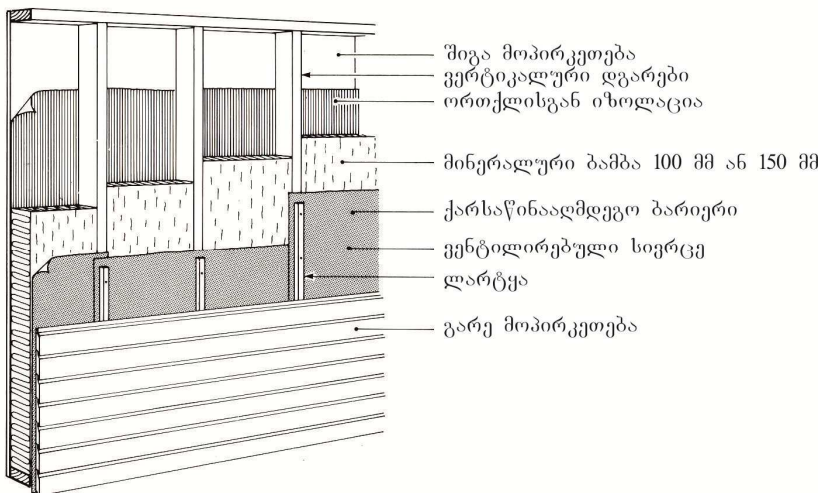 შიგა მოპირკეთება
ვერტიკალური დგარები
ორთქლისგან იზოლაცია
მინერალური ბამბა 100 მმ ან 150 მმ
ქარსაწინააღმდეგო ბარიერი
ვენტილირებული სივრცე
ლარტყა
გარე მოპირკეთება